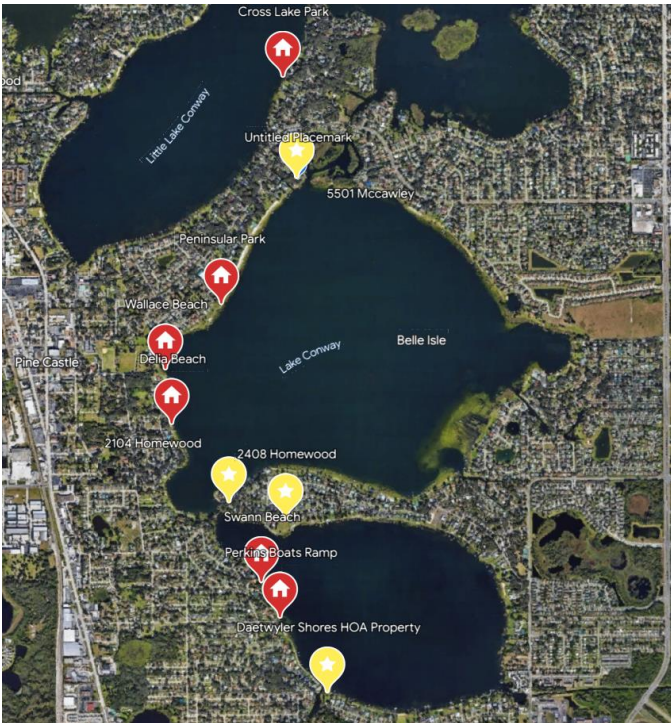 Cross Lake Park
ood
Little Lake Conway
Untitled Placemark
5501 Mccawley
Peninsular Park
Wallace Beach
Belle Isle
Lake Conway
Pine Castle
Delia Beach
2104 Homewood
2408 Homewood
Swann Beach
Perkins Boats Ramp
Daetwyler Shores HOA Property